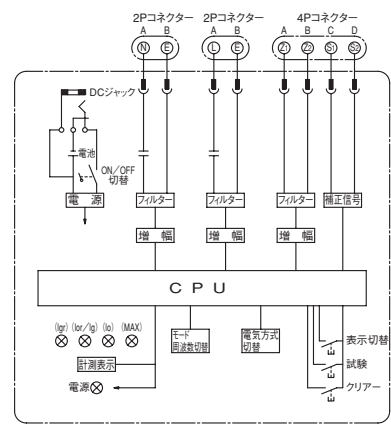 2Pコネクター 2Pコネクター 4Pコネクター
A B A B A B C D
N E L E Z1 Z2 S1 S2
DCジャック
電池
ON/OFF
切替
電 源 フィルター フィルター フィルター 補正信号
増 幅 増 幅 増 幅
CPU
(Igr) (Ior/Ig) (Io) (MAX)
モード
周波数切替
電気方式
切替
表示切替
計測表示
試験
電源
クリアー